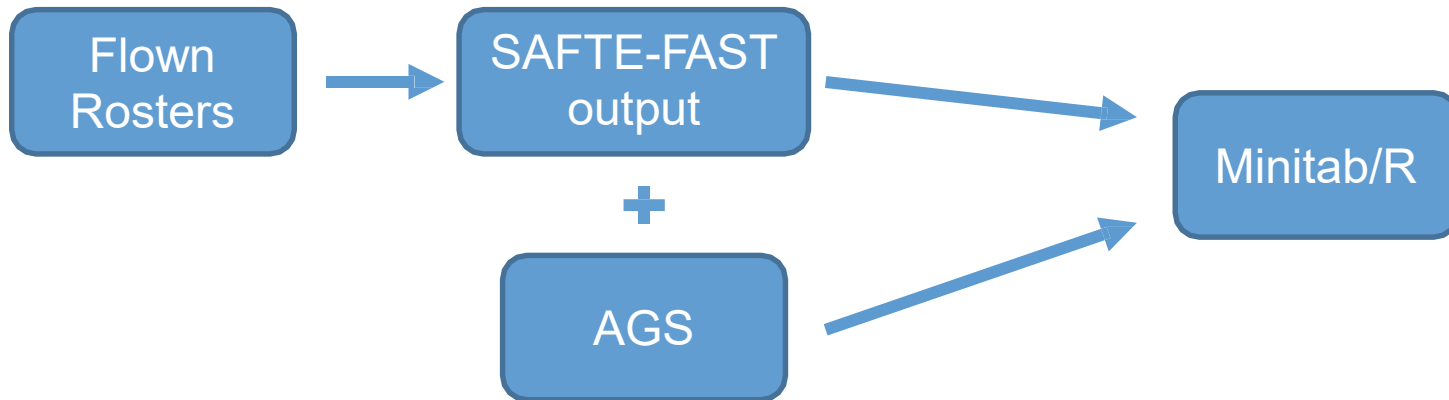 Flown
Rosters
SAFTE-FAST
output
AGS
Minitab/R